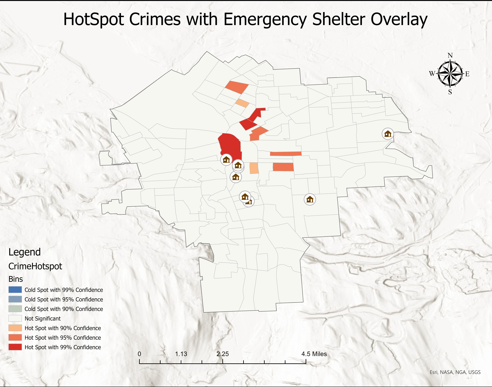 HotSpot Crimes with Emergency Shelter Overlay
N
W E
S
Legend
CrimeHotspot
Bins
Cold Spot with 99% Confidence
Cold Spot with 95% Confidence
Cold Spot with 90% Confidence
Not Significant
Hot Spot with 90% Confidence
Hot Spot with 95% Confidence
Hot Spot with 99% Confidence
0 1.13 2.25 4.5 Miles
Esri, NASA, NGA, USGS